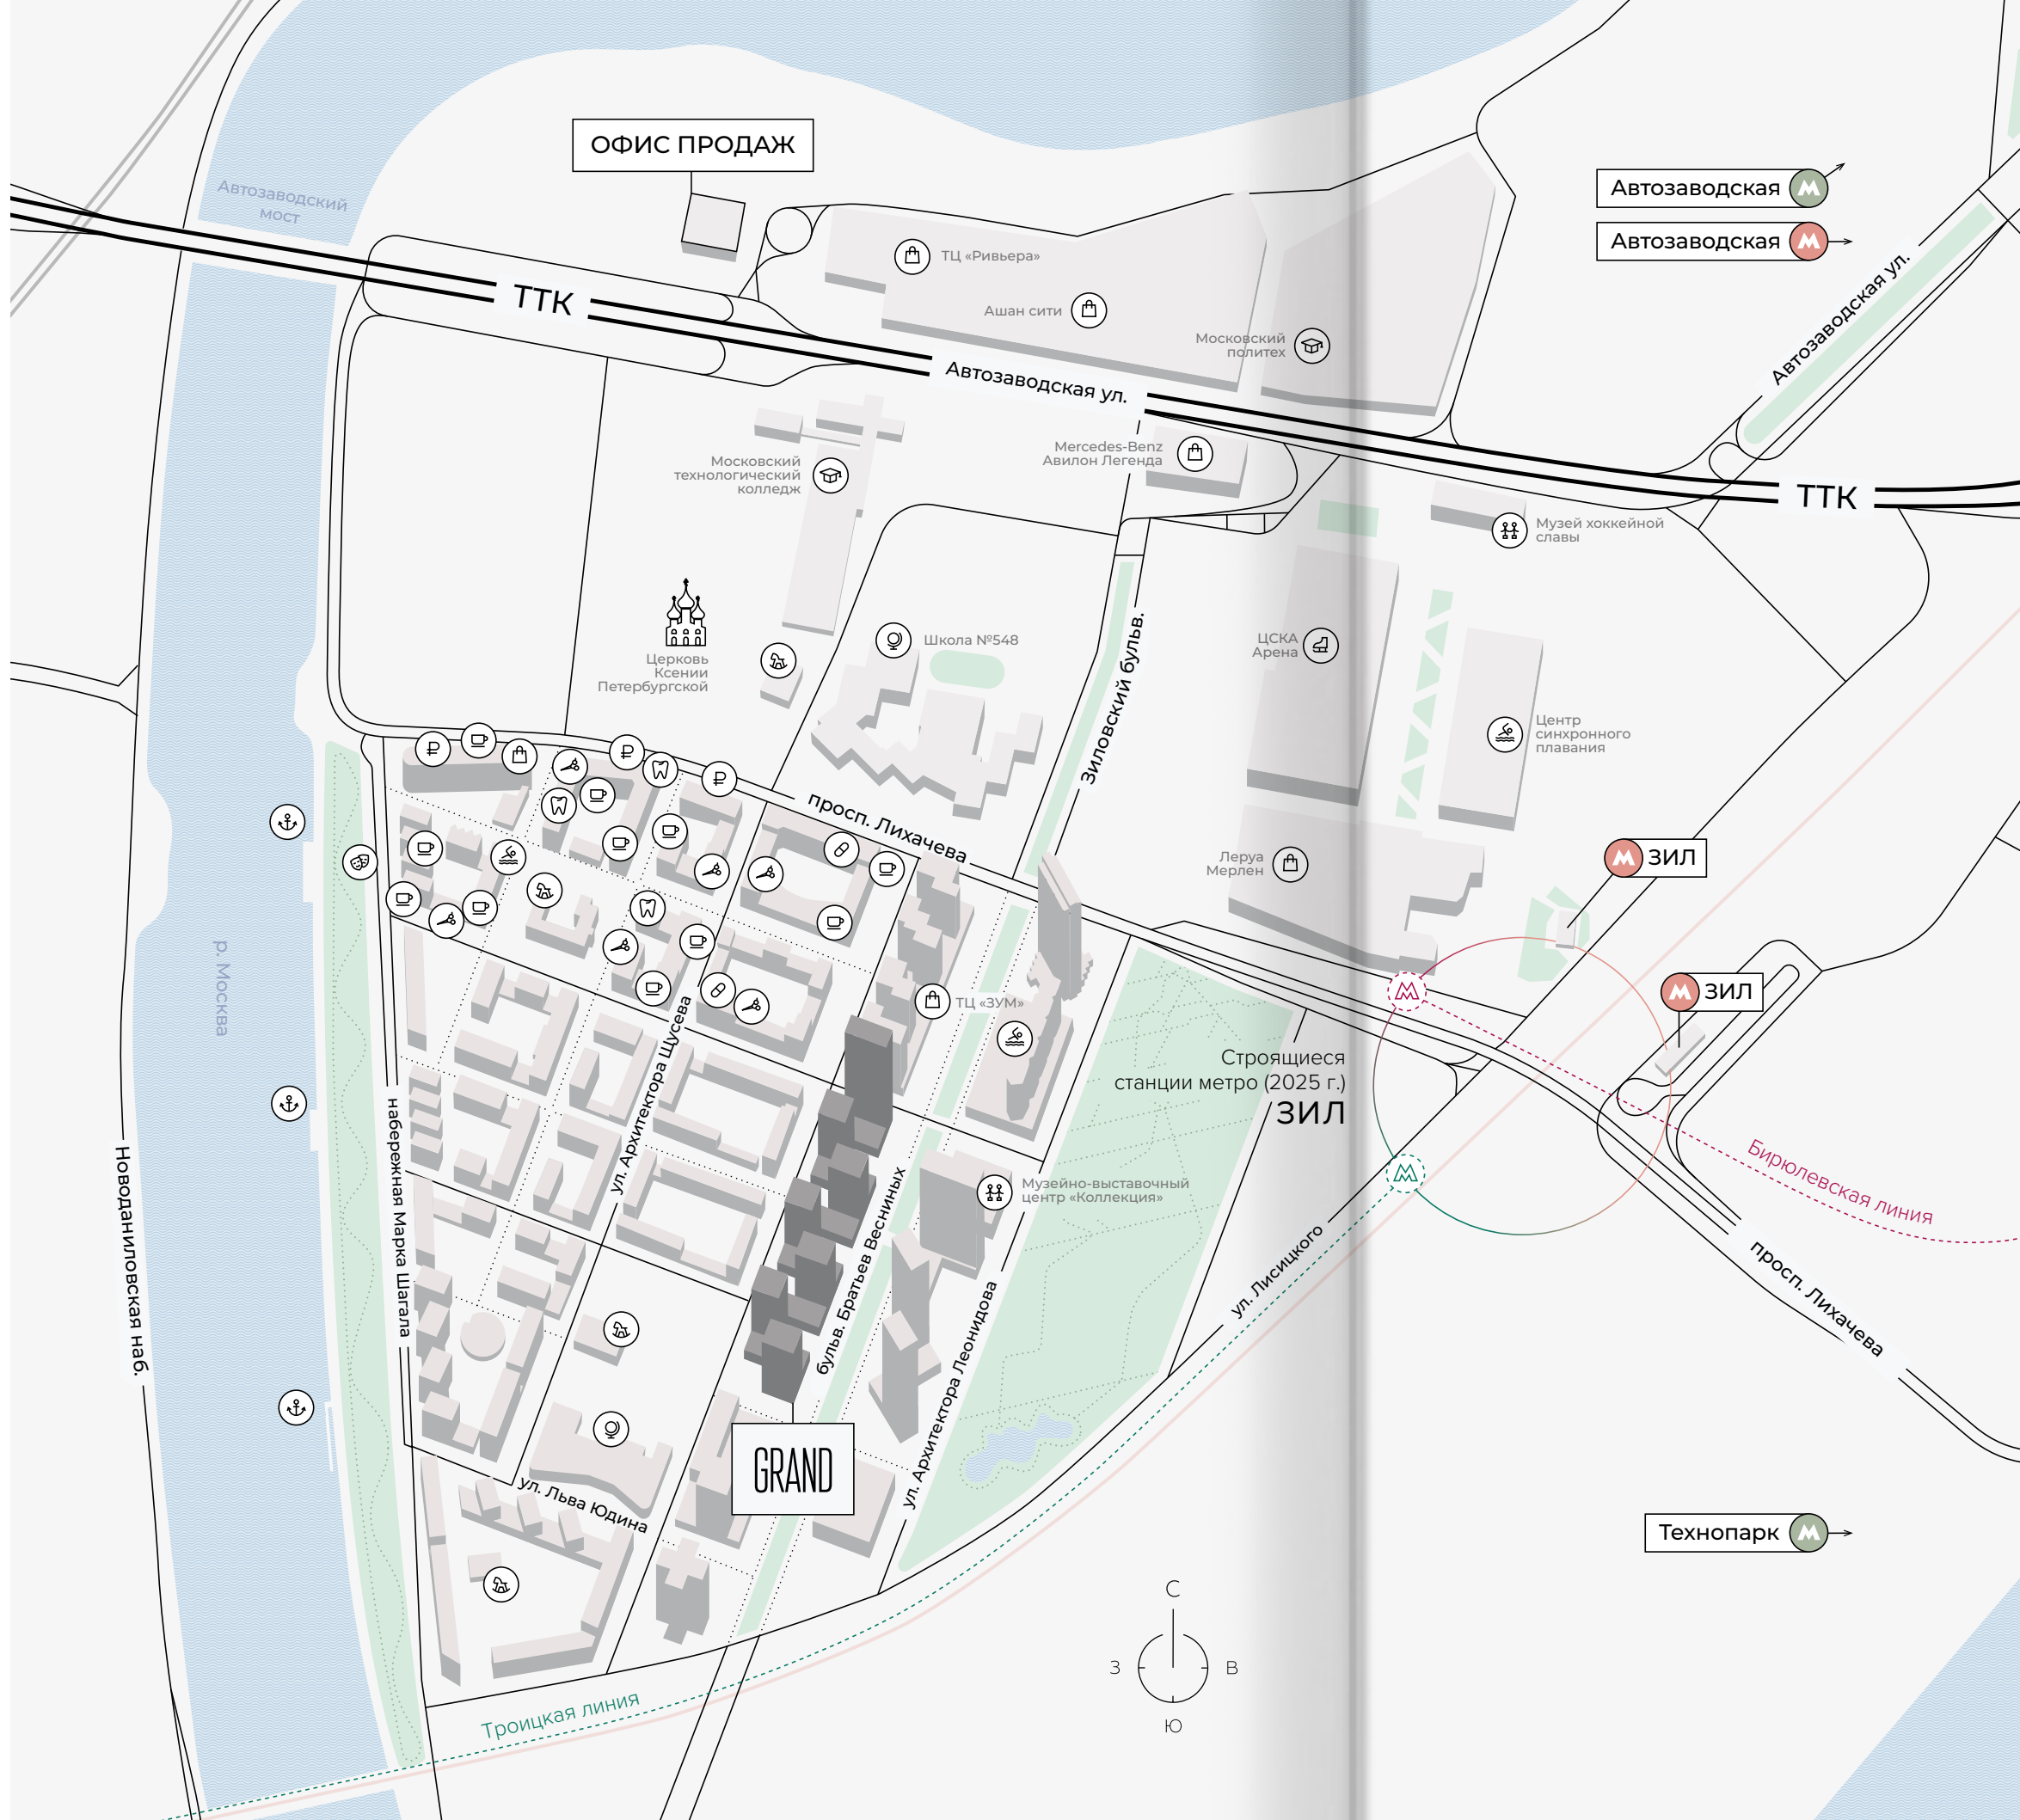 ОФИС ПРОДАЖ
Автозаводский
мост
Автозаводская
Автозаводская
Автозаводская ул.
ТЦ «Ривьера»
Ашан сити
Московский
политех
ТТК
Автозаводская ул.
Mercedes-Benz
Авилон Легенда
Московский
технологический
колледж
ТТК
Музей хоккейной
славы
Церковь
Ксении
Петербургской
Школа №548
Зиловский бульв.
ЦСКА
Арена
Центр
синхронного
плавания
просп. Лихачева
Леруа
Мерлен
ЗИЛ
ЗИЛ
р. Москва
ТЦ «ЗУМ»
ул. Архитектора Щусева
Строящиеся
станции метро (2025 г.)
ЗИЛ
Бирюлевская линия
Новоданиловская наб.
набережная Марка Шагала
Музейно-выставочный
центр «Коллекция»
бульв. Братьев Весниных
ул. Архитектора Леонидова
ул. Лисицкого
просп. Лихачева
GRAND
ул. Льва Юдина
Технопарк
С
З
В
Ю
Троицкая линия